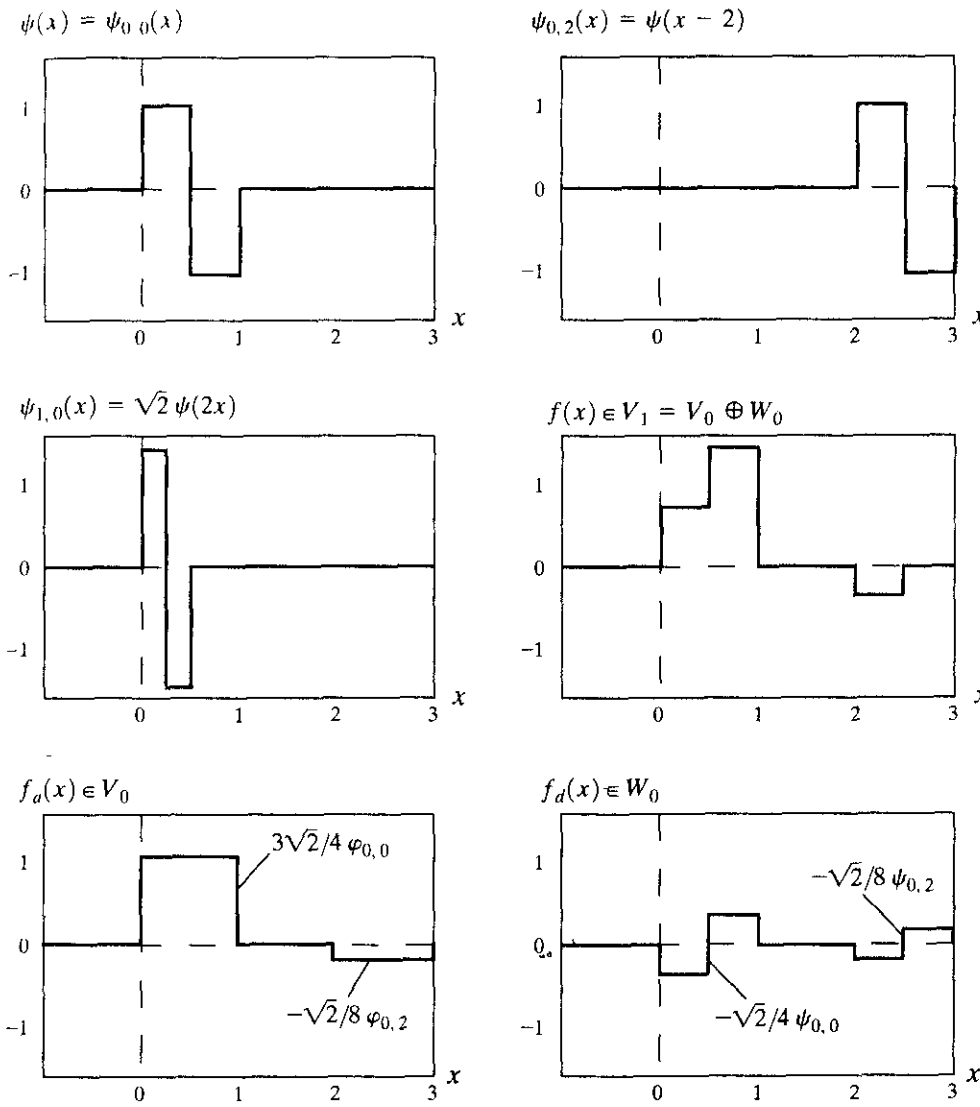 ψ(x) = ψ0 0(x)
1
0
−1
0 1 2 3 x
ψ0, 2(x) = ψ(x − 2)
1
0
−1
0 1 2 3 x
ψ1, 0(x) = √2 ψ(2x)
1
0
−1
0 1 2 3 x
f(x) ∈ V1 = V0 ⊕ W0
1
0
−1
0 1 2 3 x
fa(x) ∈ V0
3√2/4 φ0, 0
1
0
−√2/8 φ0, 2
−1
0 1 2 3 x
fd(x) ∈ W0
1
−√2/8 ψ0, 2
0
−√2/4 ψ0, 0
−1
0 1 2 3 x